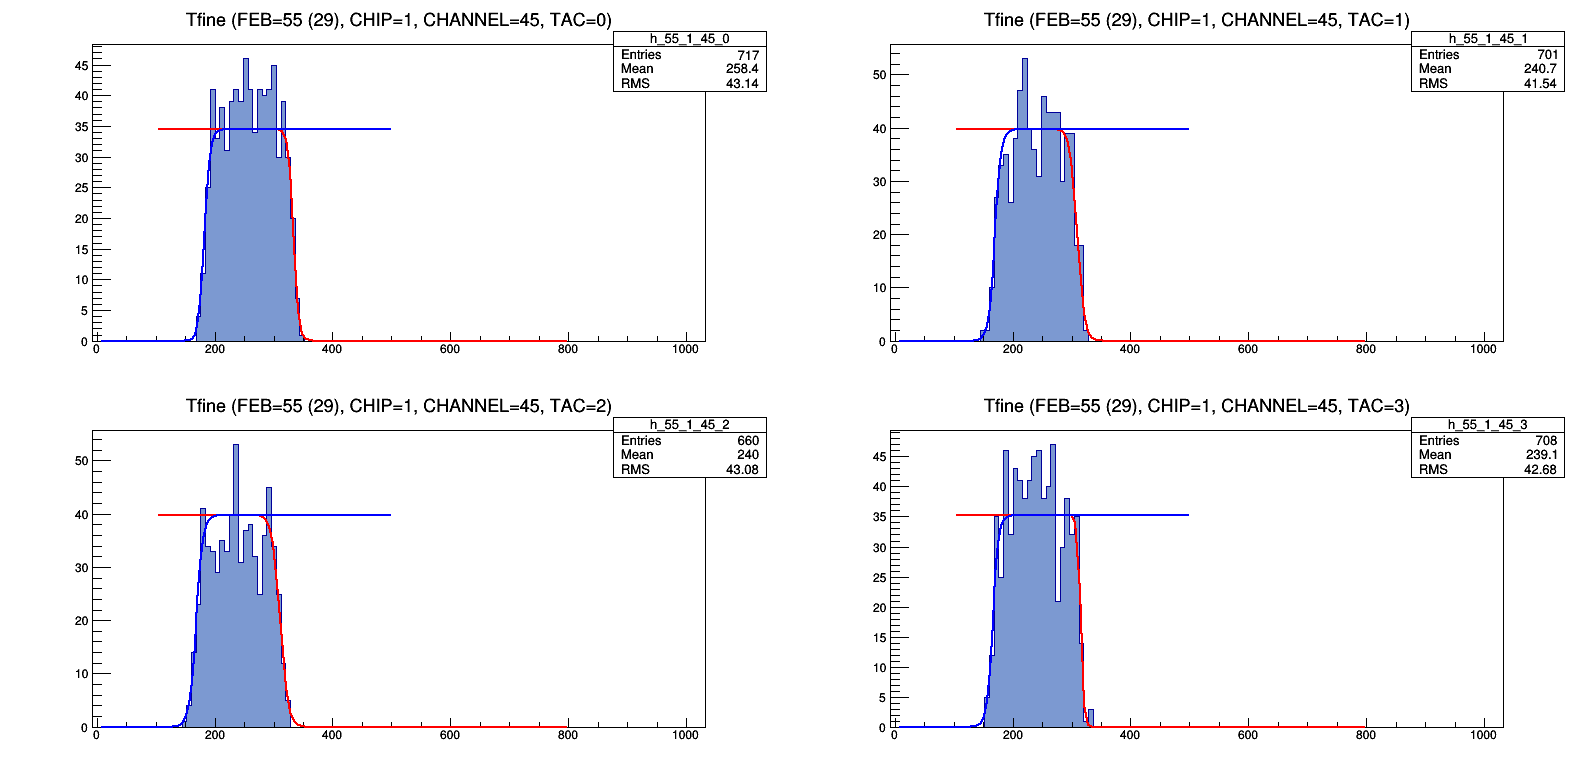 Tfine (FEB=55 (29), CHIP=1, CHANNEL=45, TAC=0)
h_55_1_45_0
Entries 717
Mean 258.4
RMS 43.14
45
40
35
30
25
20
15
10
5
0
0 200 400 600 800 1000
Tfine (FEB=55 (29), CHIP=1, CHANNEL=45, TAC=1)
h_55_1_45_1
Entries 701
Mean 240.7
RMS 41.54
50
40
30
20
10
0
0 200 400 600 800 1000
Tfine (FEB=55 (29), CHIP=1, CHANNEL=45, TAC=2)
h_55_1_45_2
Entries 660
Mean 240
RMS 43.08
50
40
30
20
10
0
0 200 400 600 800 1000
Tfine (FEB=55 (29), CHIP=1, CHANNEL=45, TAC=3)
h_55_1_45_3
Entries 708
Mean 239.1
RMS 42.68
45
40
35
30
25
20
15
10
5
0
0 200 400 600 800 1000